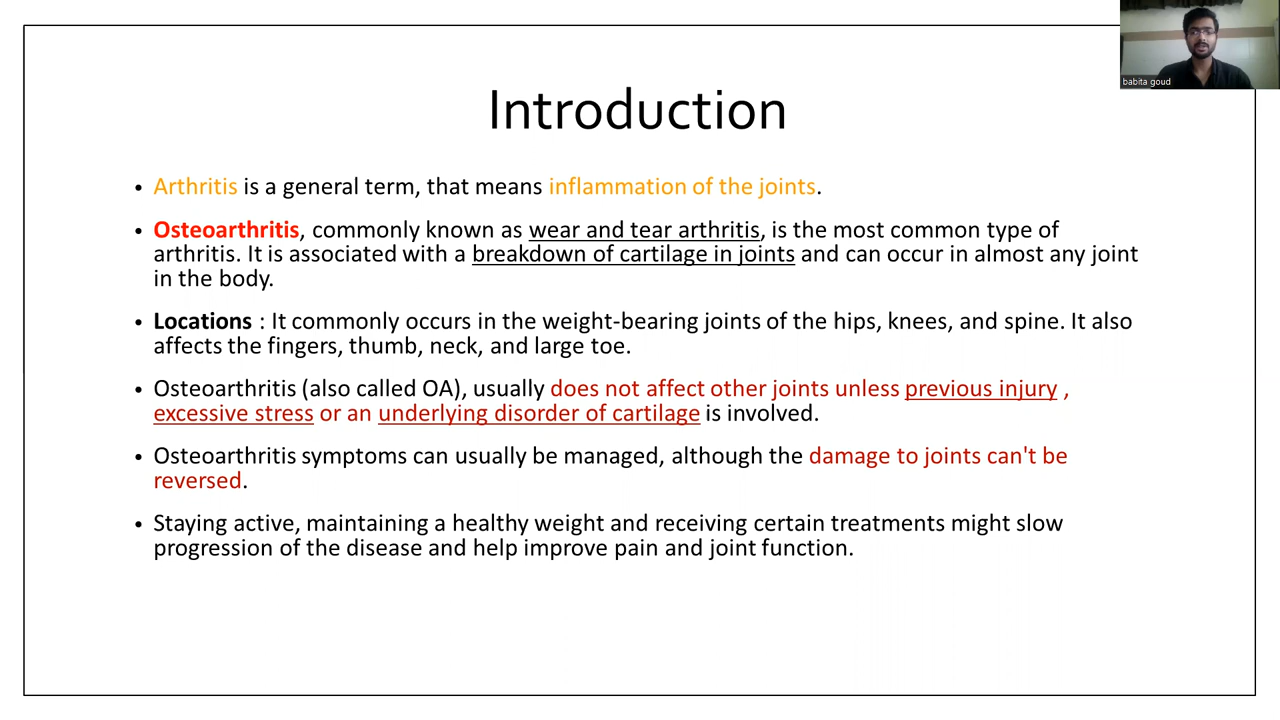 babita goud
Introduction
• Arthritis is a general term, that means inflammation of the joints.
• Osteoarthritis, commonly known as wear and tear arthritis, is the most common type of
arthritis. It is associated with a breakdown of cartilage in joints and can occur in almost any joint
in the body.
• Locations : It commonly occurs in the weight-bearing joints of the hips, knees, and spine. It also
affects the fingers, thumb, neck, and large toe.
• Osteoarthritis (also called OA), usually does not affect other joints unless previous injury ,
excessive stress or an underlying disorder of cartilage is involved.
• Osteoarthritis symptoms can usually be managed, although the damage to joints can't be
reversed.
• Staying active, maintaining a healthy weight and receiving certain treatments might slow
progression of the disease and help improve pain and joint function.